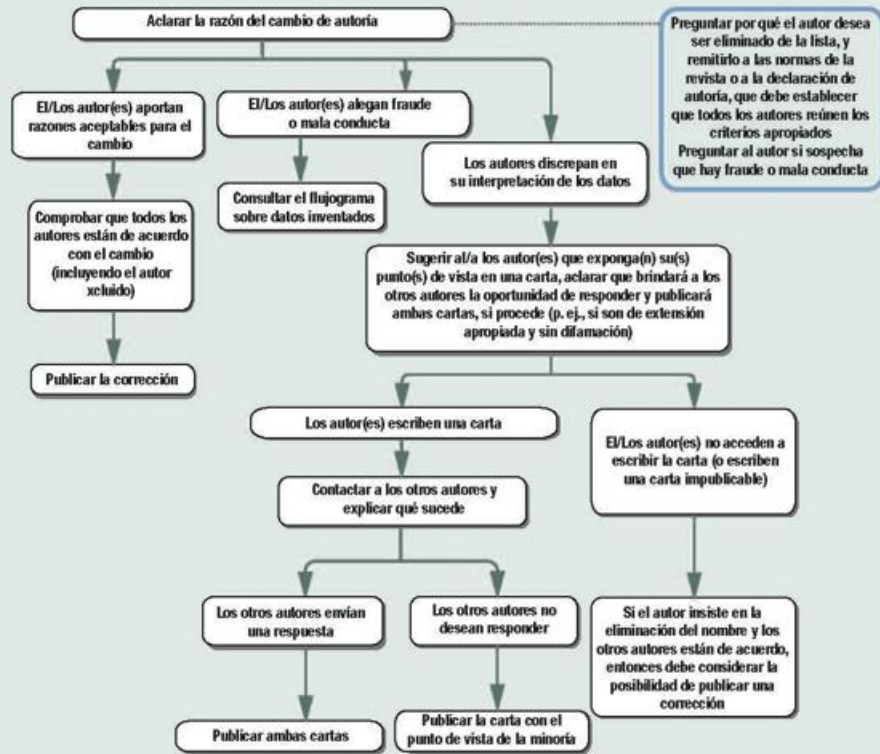 Aclarar la razón del cambio de autoría
Preguntar por qué el autor desea
ser eliminado de la lista, y
remitirlo a las normas de la
revista o a la declaración de
autoría, que debe establecer
que todos los autores reúnen los
criterios apropiados
Preguntar al autor si sospecha
que hay fraude o mala conducta
El/Los autor(es) aportan
razones aceptables para el
cambio
El/Los autor(es) alegan fraude
o mala conducta
Los autores discrepan en
su interpretación de los datos
Comprobar que todos los
autores están de acuerdo
con el cambio
(incluyendo el autor
xcluido)
Consultar el flujograma
sobre datos inventados
Sugerir al/a los autor(es) que exponga(n) su(s)
punto(s) de vista en una carta, aclarar que brindará a los
otros autores la oportunidad de responder y publicará
ambas cartas, si procede (p. ej., si son de extensión
apropiada y sin difamación)
Publicar la corrección
Los autor(es) escriben una carta
El/Los autor(es) no acceden a
escribir la carta (o escriben
una carta impublicable)
Contactar a los otros autores y
explicar qué sucede
Los otros autores envían
una respuesta
Los otros autores no
desean responder
Si el autor insiste en la
eliminación del nombre y los
otros autores están de acuerdo,
entonces debe considerar la
posibilidad de publicar una
corrección
Publicar ambas cartas
Publicar la carta con el
punto de vista de la minoría